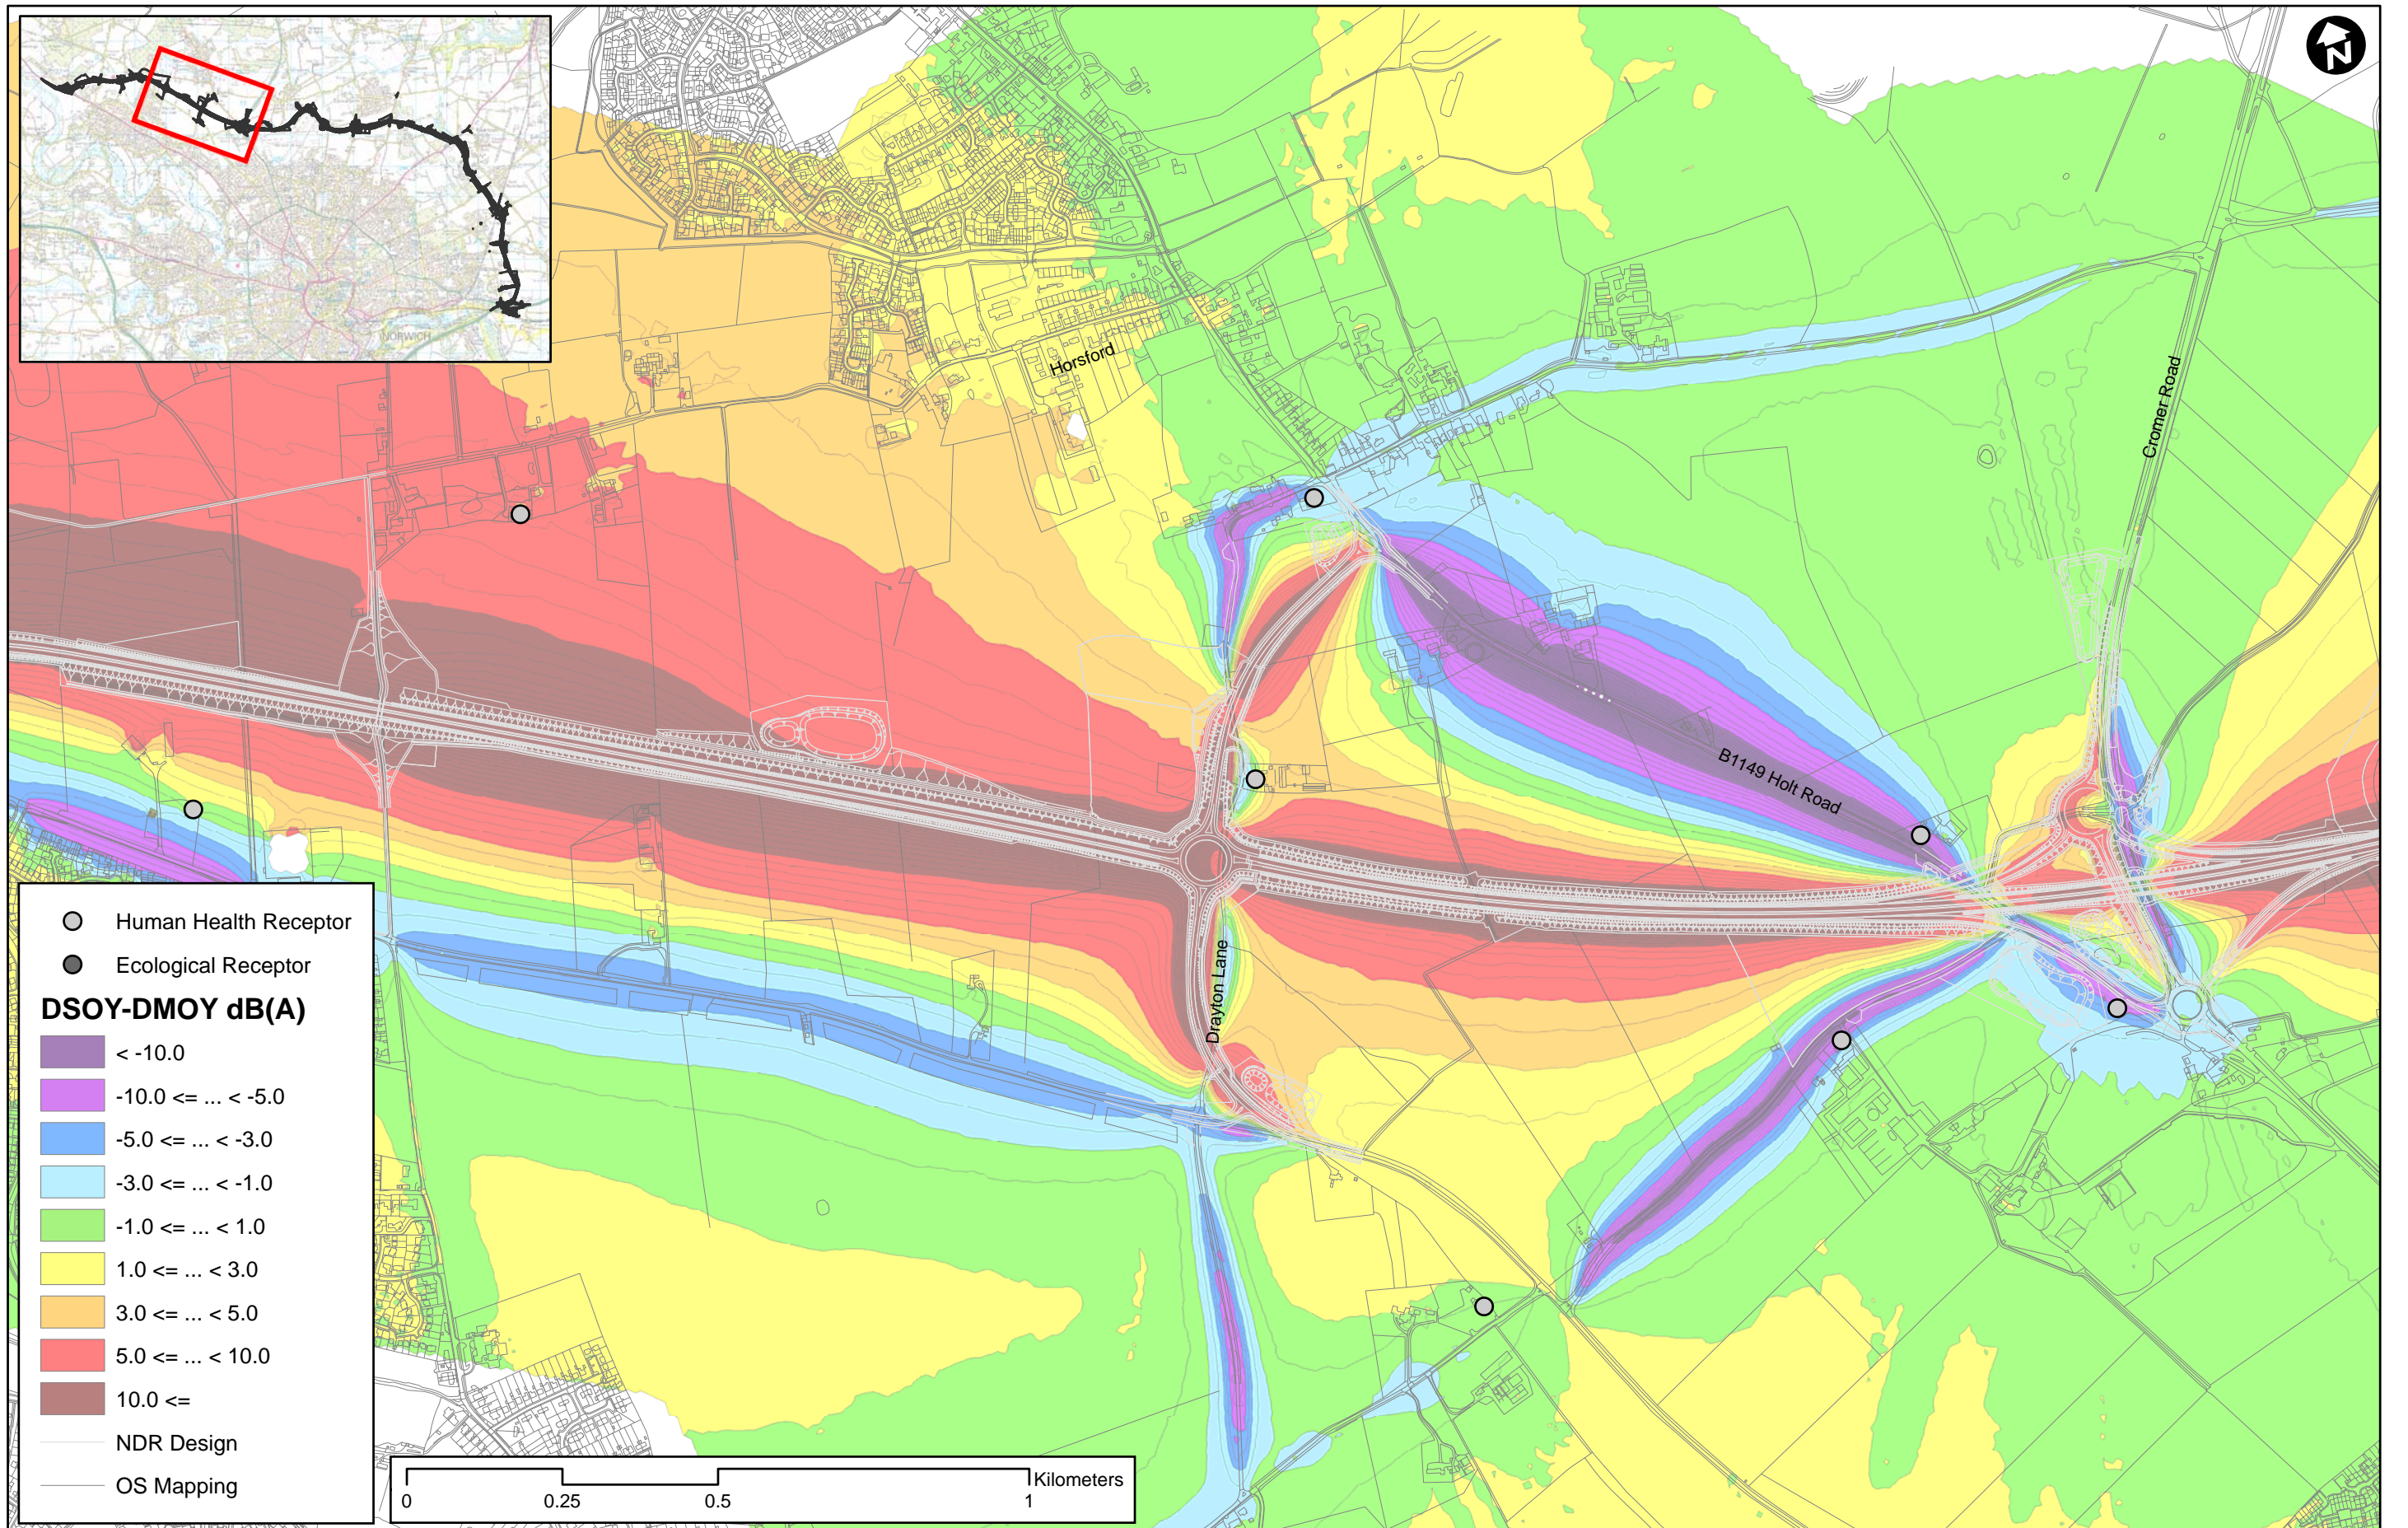 NORWICH
N
Horsford
Cromer Road
B1149 Holt Road
Drayton Lane
Human Health Receptor
Ecological Receptor
DSOY-DMOY dB(A)
< -10.0
-10.0 <= ... < -5.0
-5.0 <= ... < -3.0
-3.0 <= ... < -1.0
-1.0 <= ... < 1.0
1.0 <= ... < 3.0
3.0 <= ... < 5.0
5.0 <= ... < 10.0
10.0 <=
NDR Design
OS Mapping
Kilometers
0 0.25 0.5 1